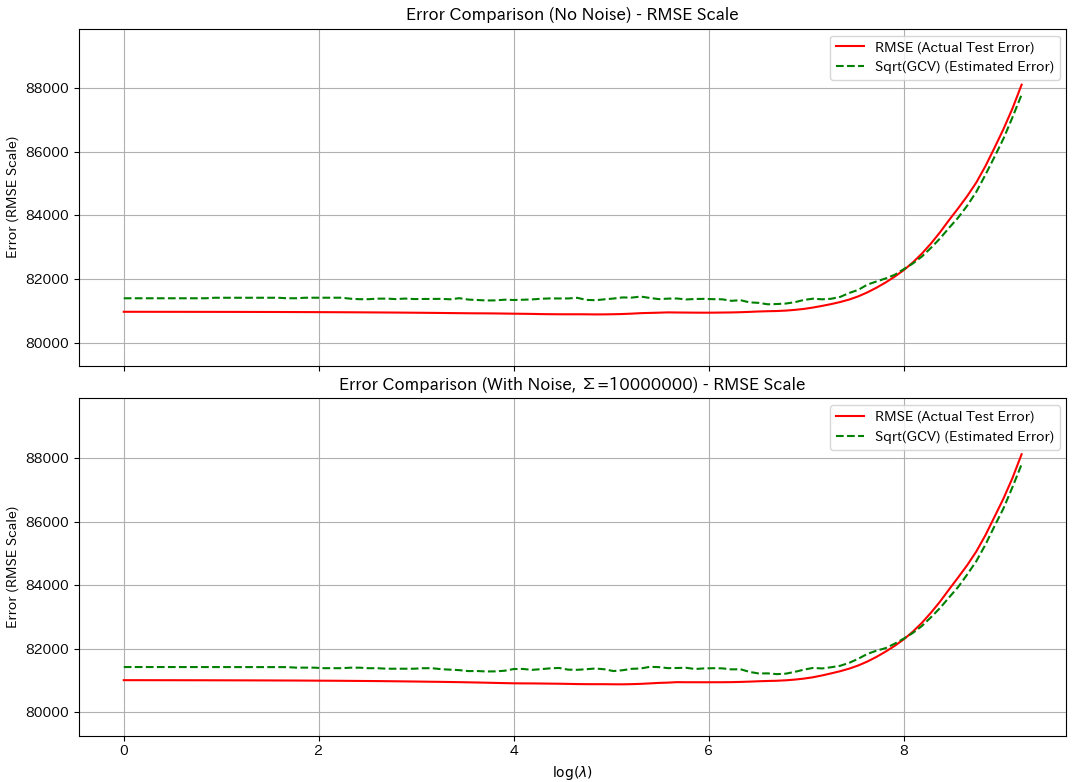 Error Comparison (No Noise) - RMSE Scale
RMSE (Actual Test Error)
Sqrt(GCV) (Estimated Error)
Error (RMSE Scale)
88000
86000
84000
82000
80000
Error Comparison (With Noise, Σ=10000000) - RMSE Scale
RMSE (Actual Test Error)
Sqrt(GCV) (Estimated Error)
Error (RMSE Scale)
88000
86000
84000
82000
80000
0 2 4 6 8
log(λ)